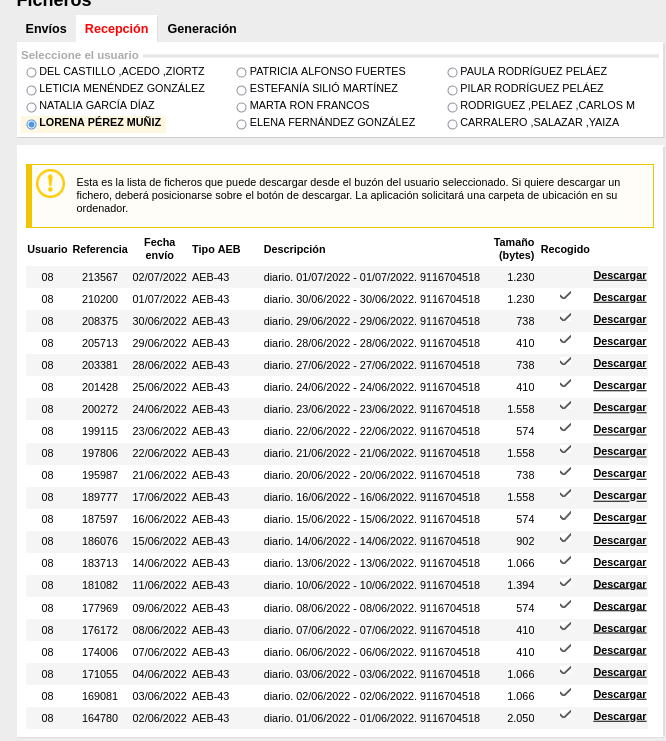 Ficheros
Envíos Recepción Generación
Seleccione el usuario
DEL CASTILLO ,ACEDO ,ZIORTZ PATRICIA ALFONSO FUERTES PAULA RODRÍGUEZ PELÁEZ
LETICIA MENÉNDEZ GONZÁLEZ ESTEFANÍA SILIÓ MARTÍNEZ PILAR RODRÍGUEZ PELÁEZ
NATALIA GARCÍA DÍAZ MARTA RON FRANCOS RODRIGUEZ ,PELAEZ ,CARLOS M
LORENA PÉREZ MUÑIZ ELENA FERNÁNDEZ GONZÁLEZ CARRALERO ,SALAZAR ,YAIZA
Esta es la lista de ficheros que puede descargar desde el buzón del usuario seleccionado. Si quiere descargar un
fichero, deberá posicionarse sobre el botón de descargar. La aplicación solicitará una carpeta de ubicación en su
ordenador.
Usuario Referencia Fecha envío Tipo AEB Descripción Tamaño (bytes) Recogido
08 213567 02/07/2022 AEB-43 diario. 01/07/2022 - 01/07/2022. 9116704518 1.230 Descargar
08 210200 01/07/2022 AEB-43 diario. 30/06/2022 - 30/06/2022. 9116704518 1.230 Descargar
08 208375 30/06/2022 AEB-43 diario. 29/06/2022 - 29/06/2022. 9116704518 738 Descargar
08 205713 29/06/2022 AEB-43 diario. 28/06/2022 - 28/06/2022. 9116704518 410 Descargar
08 203381 28/06/2022 AEB-43 diario. 27/06/2022 - 27/06/2022. 9116704518 738 Descargar
08 201428 25/06/2022 AEB-43 diario. 24/06/2022 - 24/06/2022. 9116704518 410 Descargar
08 200272 24/06/2022 AEB-43 diario. 23/06/2022 - 23/06/2022. 9116704518 1.558 Descargar
08 199115 23/06/2022 AEB-43 diario. 22/06/2022 - 22/06/2022. 9116704518 574 Descargar
08 197806 22/06/2022 AEB-43 diario. 21/06/2022 - 21/06/2022. 9116704518 1.558 Descargar
08 195987 21/06/2022 AEB-43 diario. 20/06/2022 - 20/06/2022. 9116704518 738 Descargar
08 189777 17/06/2022 AEB-43 diario. 16/06/2022 - 16/06/2022. 9116704518 1.558 Descargar
08 187597 16/06/2022 AEB-43 diario. 15/06/2022 - 15/06/2022. 9116704518 574 Descargar
08 186076 15/06/2022 AEB-43 diario. 14/06/2022 - 14/06/2022. 9116704518 902 Descargar
08 183713 14/06/2022 AEB-43 diario. 13/06/2022 - 13/06/2022. 9116704518 1.066 Descargar
08 181082 11/06/2022 AEB-43 diario. 10/06/2022 - 10/06/2022. 9116704518 1.394 Descargar
08 177969 09/06/2022 AEB-43 diario. 08/06/2022 - 08/06/2022. 9116704518 574 Descargar
08 176172 08/06/2022 AEB-43 diario. 07/06/2022 - 07/06/2022. 9116704518 410 Descargar
08 174006 07/06/2022 AEB-43 diario. 06/06/2022 - 06/06/2022. 9116704518 410 Descargar
08 171055 04/06/2022 AEB-43 diario. 03/06/2022 - 03/06/2022. 9116704518 1.066 Descargar
08 169081 03/06/2022 AEB-43 diario. 02/06/2022 - 02/06/2022. 9116704518 1.066 Descargar
08 164780 02/06/2022 AEB-43 diario. 01/06/2022 - 01/06/2022. 9116704518 2.050 Descargar